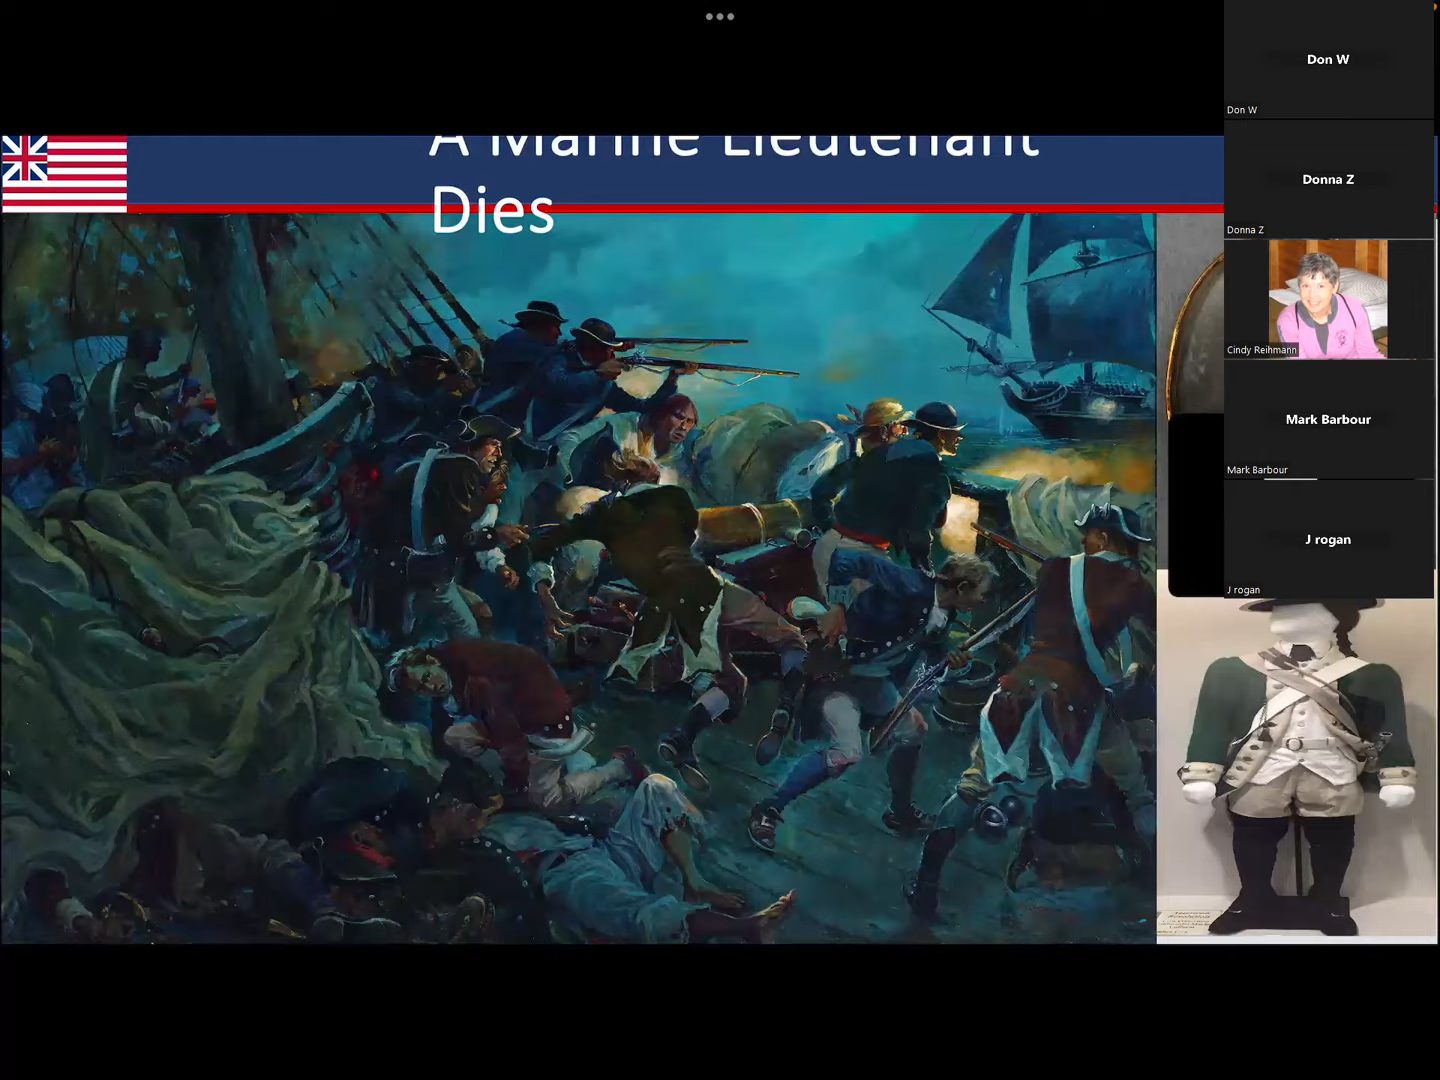 A Marine Lieutenant
Dies
Don W
Don W
Donna Z
Donna Z
Cindy Reihmann
Mark Barbour
Mark Barbour
J rogan
J rogan